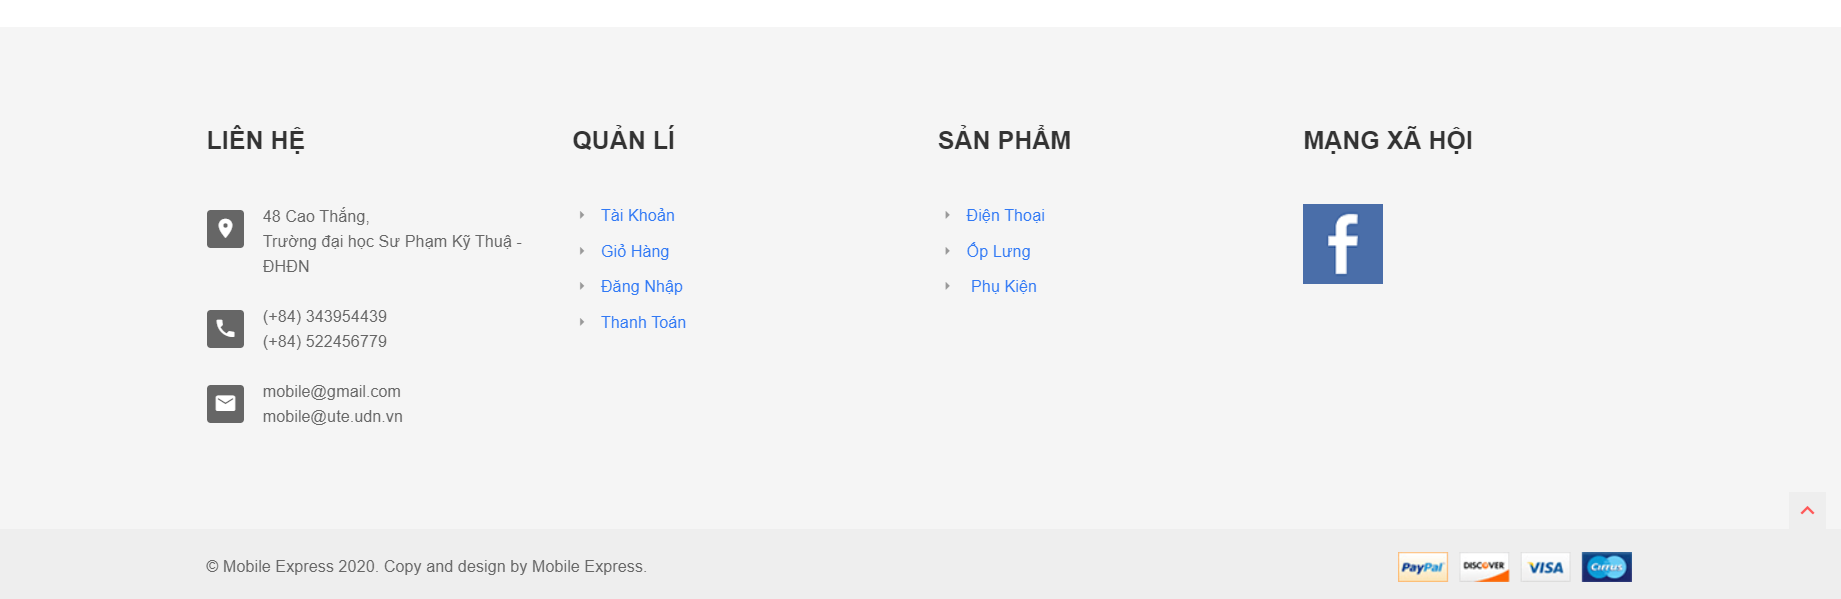 LIÊN HỆ
48 Cao Thắng,
Trường đại học Sư Phạm Kỹ Thuậ -
ĐHĐN
(+84) 343954439
(+84) 522456779
mobile@gmail.com
mobile@ute.udn.vn
QUẢN LÍ
Tài Khoản
Giỏ Hàng
Đăng Nhập
Thanh Toán
SẢN PHẨM
Điện Thoại
Ốp Lưng
Phụ Kiện
MẠNG XÃ HỘI
f
© Mobile Express 2020. Copy and design by Mobile Express.
PayPal
DISCOVER
VISA
Cirrus